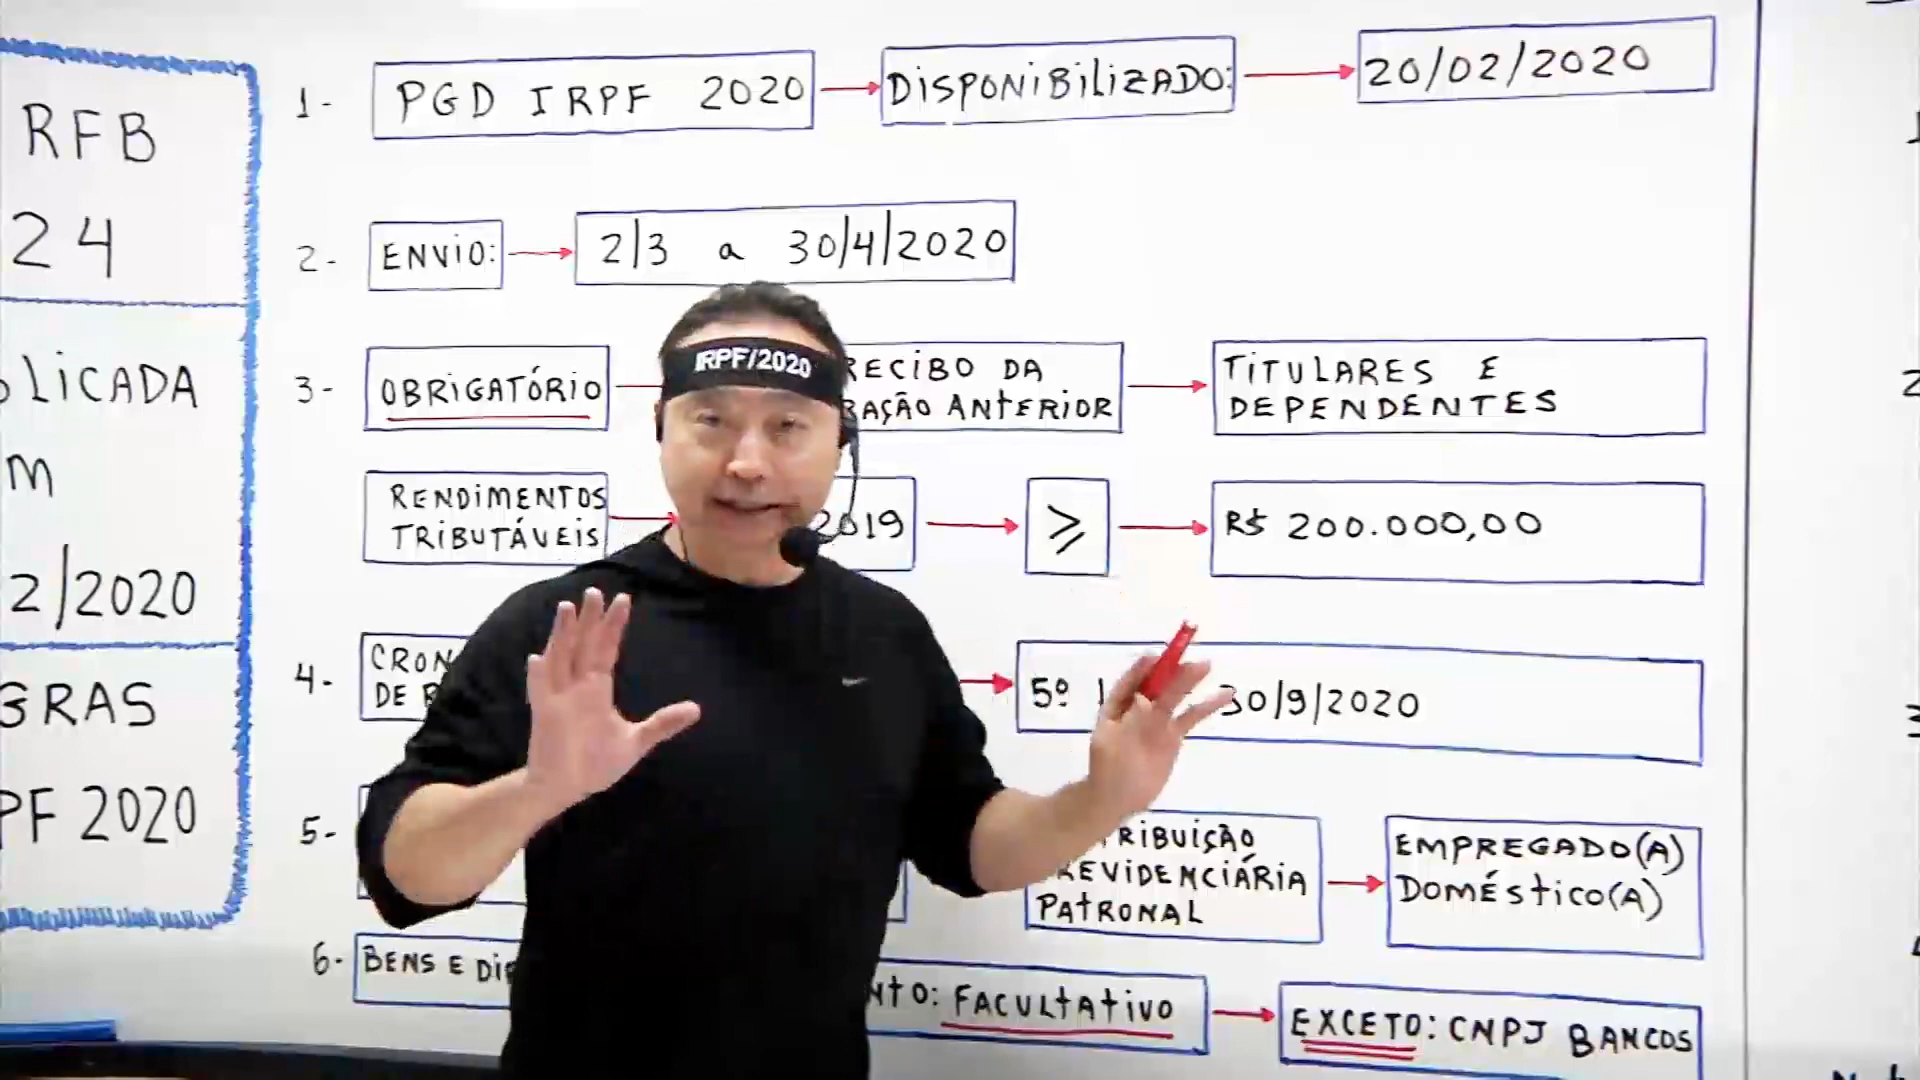 RFB
24
LICADA
M
2/2020
GRAS
PF 2020
1- PGD IRPF 2020 DISPONIBILIZADO: 20/02/2020
2- ENVIO: 2/3 a 30/4/2020
3- OBRIGATÓRIO RECIBO DA TITULARES E
RAÇÃO ANTERIOR DEPENDENTES
RENDIMENTOS
TRIBUTÁVEIS 2019 ⩾ R$ 200.000,00
IRPF/2020
4- CRON
DE 5º 30/9/2020
5- RIBUIÇÃO EMPREGADO(A)
EVIDENCIÁRIA DOMÉSTICO(A)
PATRONAL
6- BENS E DI NTO: FACULTATIVO EXCETO: CNPJ BANCOS